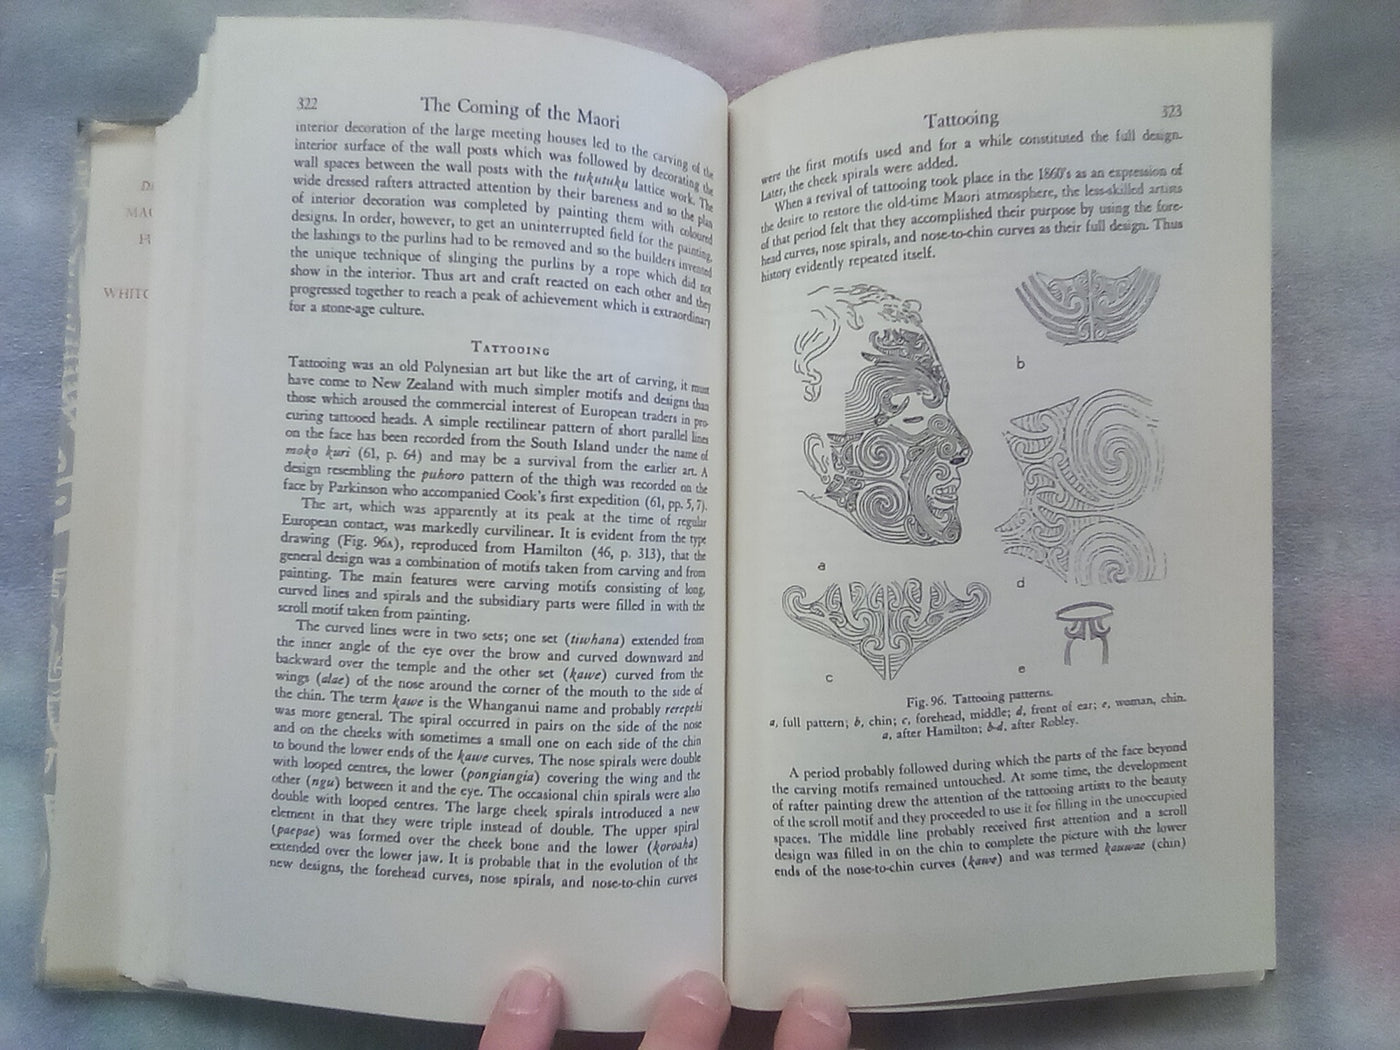 322
The Coming of the Maori
interior decoration of the large meeting houses led to the carving of the
interior surface of the wall posts which was followed by decorating the
wall spaces between the wall posts with the tukutuku lattice work. The
wide dressed rafters attracted attention by their bareness and so the plan
of interior decoration was completed by painting them with coloured
designs. In order, however, to get an uninterrupted field for the painting,
the lashings to the purlins had to be removed and so the builders invented
the unique technique of slinging the purlins by a rope which did not
show in the interior. Thus art and craft reacted on each other and they
progressed together to reach a peak of achievement which is extraordinary
for a stone-age culture.
TATTOOING
Tattooing was an old Polynesian art but like the art of carving, it must
have come to New Zealand with much simpler motifs and designs than
those which aroused the commercial interest of European traders in pro-
curing tattooed heads. A simple rectilinear pattern of short parallel lines
on the face has been recorded from the South Island under the name of
moko kuri (61, p. 64) and may be a survival from the earlier art. A
design resembling the puhoro pattern of the thigh was recorded on the
face by Parkinson who accompanied Cook's first expedition (61, pp. 5, 7).
The art, which was apparently at its peak at the time of regular
European contact, was markedly curvilinear. It is evident from the type
drawing (Fig. 96A), reproduced from Hamilton (46, p. 313), that the
general design was a combination of motifs taken from carving and from
painting. The main features were carving motifs consisting of long,
curved lines and spirals and the subsidiary parts were filled in with the
scroll motif taken from painting.
The curved lines were in two sets; one set (tiwhana) extended from
the inner angle of the eye over the brow and curved downward and
backward over the temple and the other set (kawe) curved from the
wings (alae) of the nose around the corner of the mouth to the side of
the chin. The term kawe is the Whanganui name and probably rerepehi
was more general. The spiral occurred in pairs on the side of the nose
and on the cheeks with sometimes a small one on each side of the chin
to bound the lower ends of the kawe curves. The nose spirals were double
with looped centres, the lower (pongiangia) covering the wing and the
other (ngu) between it and the eye. The occasional chin spirals were also
double with looped centres. The large cheek spirals introduced a new
element in that they were triple instead of double. The upper spiral
(paepae) was formed over the cheek bone and the lower (koroaha)
extended over the lower jaw. It is probable that in the evolution of the
new designs, the forehead curves, nose spirals, and nose-to-chin curves
Tattooing
323
were the first motifs used and for a while constituted the full design.
Later, the cheek spirals were added.
When a revival of tattooing took place in the 1860's as an expression of
the desire to restore the old-time Maori atmosphere, the less-skilled artists
of that period felt that they accomplished their purpose by using the fore-
head curves, nose spirals, and nose-to-chin curves as their full design. Thus
history evidently repeated itself.
b
a
d
c
e
Fig. 96. Tattooing patterns.
a, full pattern; b, chin; c, forehead, middle; d, front of ear; e, woman, chin.
a, after Hamilton; b-d, after Robley.
A period probably followed during which the parts of the face beyond
the carving motifs remained untouched. At some time, the development
of rafter painting drew the attention of the tattooing artists to the beauty
of the scroll motif and they proceeded to use it for filling in the unoccupied
spaces. The middle line probably received first attention and a scroll
design was filled in on the chin to complete the picture with the lower
ends of the nose-to-chin curves (kawe) and was termed kauwae (chin)